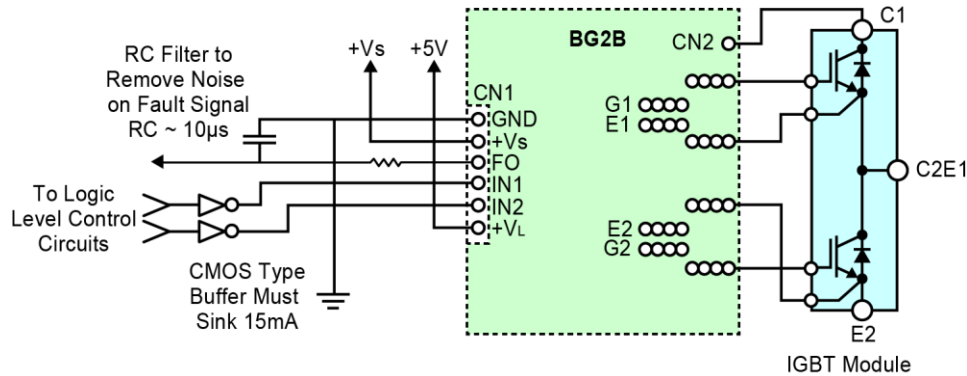 RC Filter to
Remove Noise
on Fault Signal
RC ~ 10µs
+Vs
+5V
CN1
GND
+Vs
FO
IN1
IN2
+VL
To Logic
Level Control
Circuits
CMOS Type
Buffer Must
Sink 15mA
BG2B
CN2
G1
E1
E2
G2
C1
C2E1
E2
IGBT Module